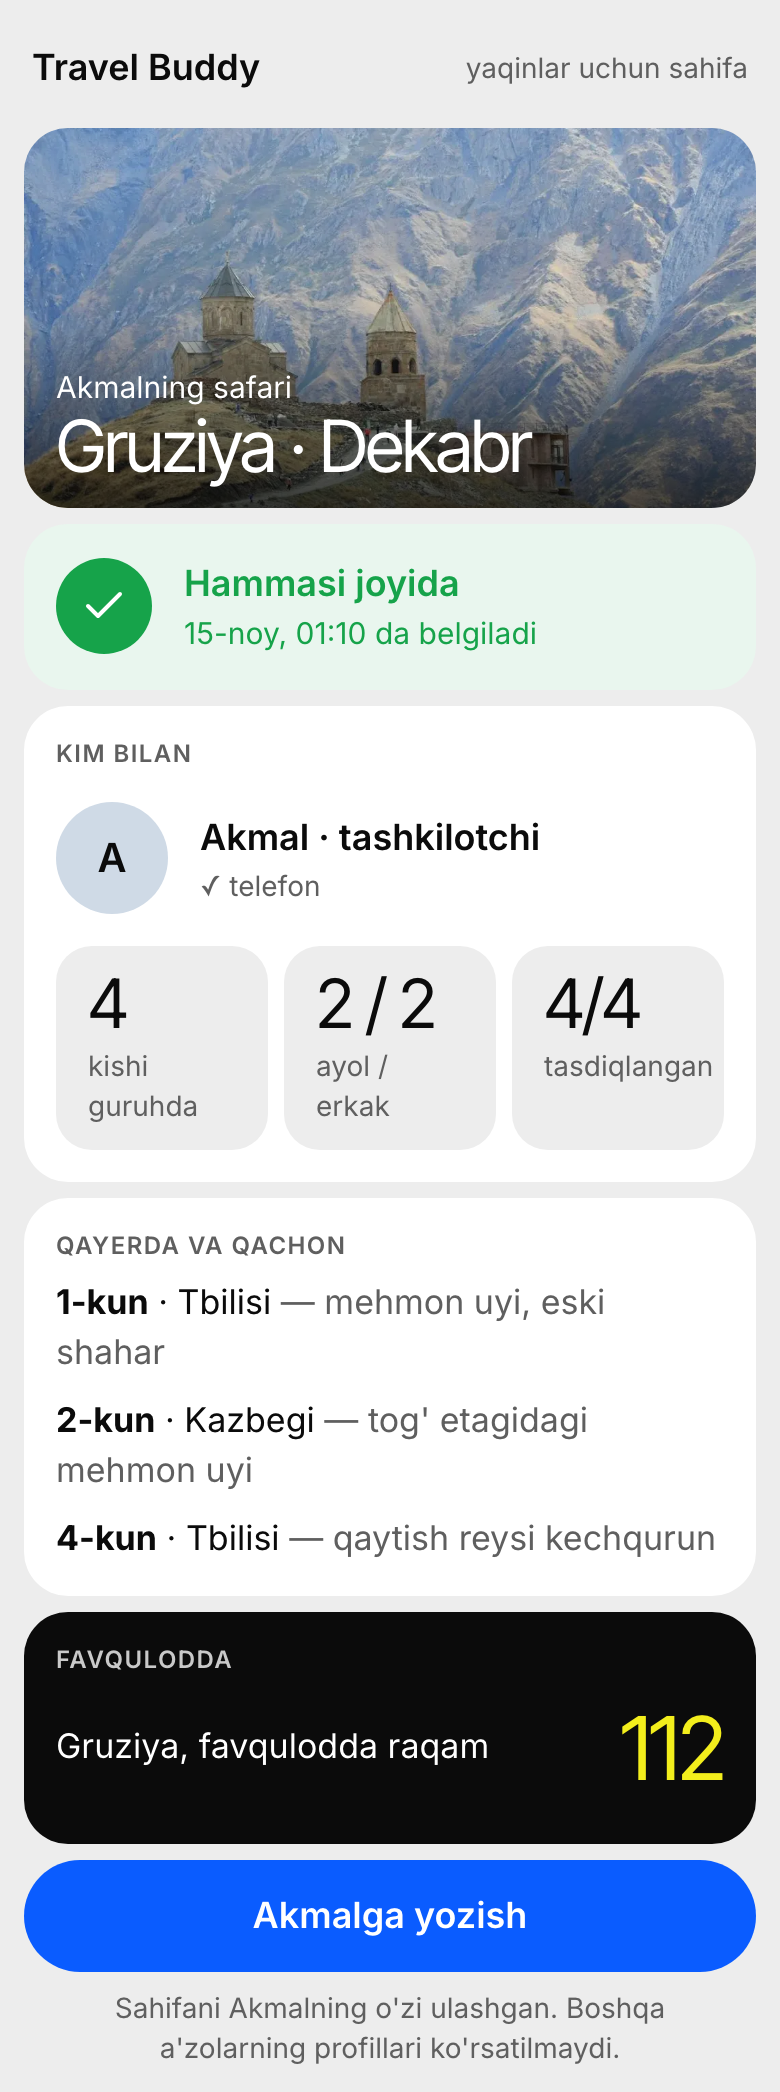 Travel Buddy
yaqinlar uchun sahifa
Akmalning safari
Gruziya · Dekabr
Hammasi joyida
15-noy, 01:10 da belgiladi
KIM BILAN
A
Akmal · tashkilotchi
✓ telefon
4
kishi
guruhda
2 / 2
ayol /
erkak
4/4
tasdiqlangan
QAYERDA VA QACHON
1-kun · Tbilisi — mehmon uyi, eski
shahar
2-kun · Kazbegi — tog' etagidagi
mehmon uyi
4-kun · Tbilisi — qaytish reysi kechqurun
FAVQULODDA
Gruziya, favqulodda raqam
112
Akmalga yozish
Sahifani Akmalning o'zi ulashgan. Boshqa
a'zolarning profillari ko'rsatilmaydi.